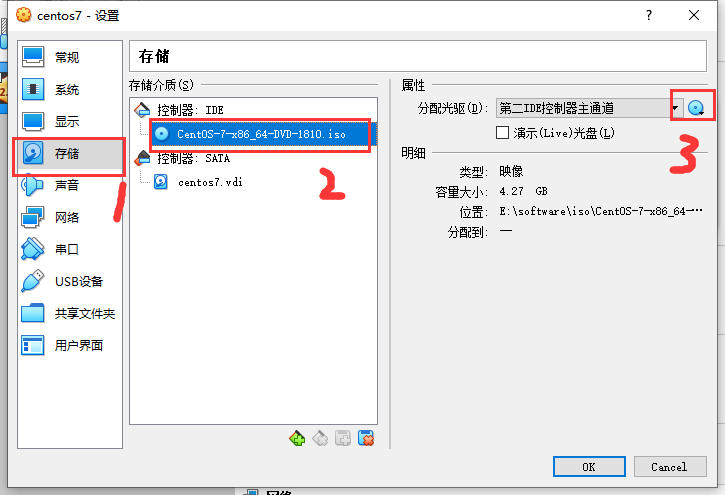 centos7 - 设置
常规
系统
显示
存储
声音
网络
串口
USB设备
共享文件夹
用户界面
1
存储
存储介质(S)
控制器: IDE
CentOS-7-x86_64-DVD-1810.iso
控制器: SATA
centos7.vdi
2
属性
分配光驱(D): 第二IDE控制器主通道
演示(Live)光盘(L)
3
明细
类型: 映像
容量大小: 4.27 GB
位置: E:\software\iso\CentOS-7-x86_64-…
分配到: —
OK
Cancel